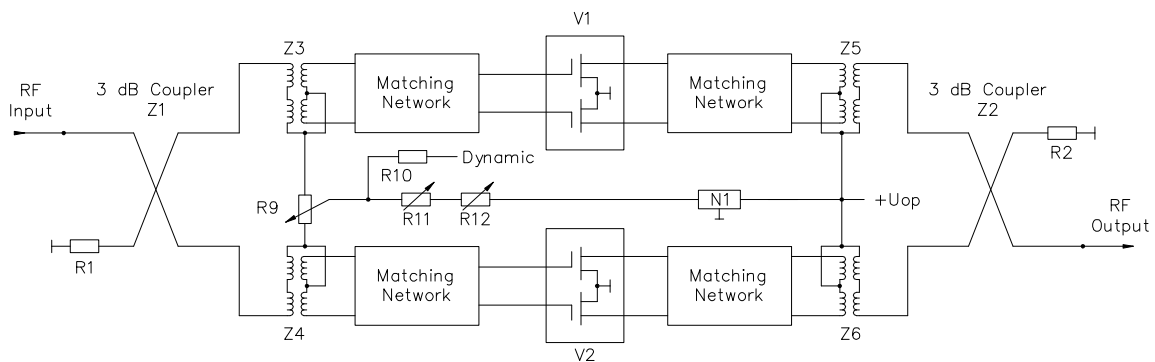 V1
Z3
Z5
3 dB Coupler
Z1
RF
Input
Matching
Network
Matching
Network
3 dB Coupler
Z2
R2
Dynamic
R10
R9
R11
R12
N1
+Uop
RF
Output
R1
Matching
Network
Matching
Network
Z4
Z6
V2